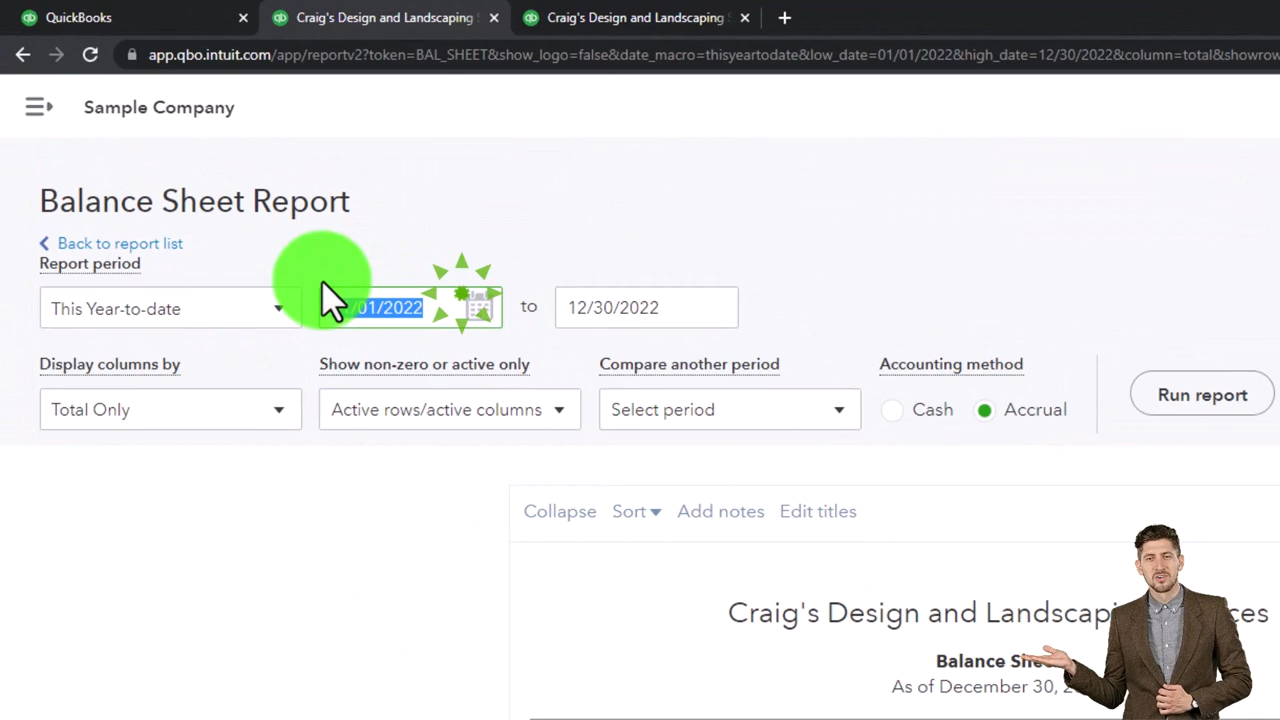 QuickBooks
Craig's Design and Landscaping S
Craig's Design and Landscaping S
app.qbo.intuit.com/app/reportv2?token=BAL_SHEET&show_logo=false&date_macro=thisyeartodate&low_date=01/01/2022&high_date=12/30/2022&column=total&showrow
Sample Company
Balance Sheet Report
Back to report list
Report period
This Year-to-date
/01/2022
to
12/30/2022
Display columns by
Show non-zero or active only
Compare another period
Accounting method
Total Only
Active rows/active columns
Select period
Cash
Accrual
Run report
Collapse
Sort
Add notes
Edit titles
Craig's Design and Landscaping
Balance
As of December 30,